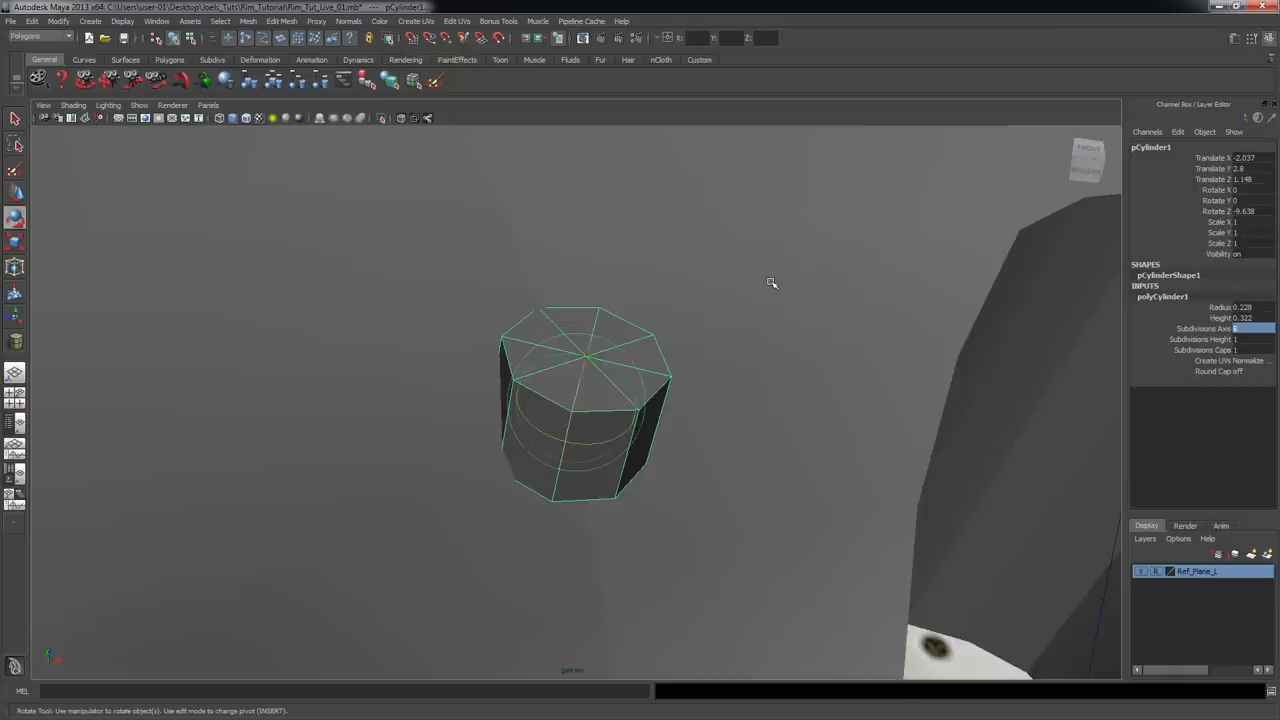 Autodesk Maya 2013 x64: C:\Users\user-01\Desktop\Joels_Tuts\Rim_Tutorial\Rim_Tut_Live_01.mb* --- pCylinder1...
File Edit Modify Create Display Window Assets Select Mesh Edit Mesh Proxy Normals Color Create UVs Edit UVs Bonus Tools Muscle Pipeline Cache Help
Polygons
X: Y: Z:
General Curves Surfaces Polygons Subdivs Deformation Animation Dynamics Rendering PaintEffects Toon Muscle Fluids Fur Hair nCloth Custom
View Shading Lighting Show Renderer Panels
Channel Box / Layer Editor
Channels Edit Object Show
pCylinder1
Translate X -2.037
Translate Y 2.8
Translate Z 1.148
Rotate X 0
Rotate Y 0
Rotate Z -9.638
Scale X 1
Scale Y 1
Scale Z 1
Visibility on
SHAPES
pCylinderShape1
INPUTS
polyCylinder1
Radius 0.228
Height 0.322
Subdivisions Axis 8
Subdivisions Height 1
Subdivisions Caps 1
Create UVs Normalize ...
Round Cap off
FRONT
Display Render Anim
Layers Options Help
V R Ref_Plane_L
persp
MEL
Rotate Tool: Use manipulator to rotate object(s). Use edit mode to change pivot (INSERT).